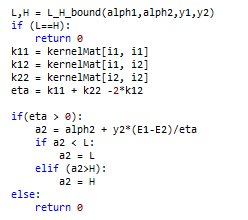 L,H = L_H_bound(alph1,alph2,y1,y2)
if (L==H):
    return 0
k11 = kernelMat[i1, i1]
k12 = kernelMat[i1, i2]
k22 = kernelMat[i2, i2]
eta = k11 + k22 -2*k12

if(eta > 0):
    a2 = alph2 + y2*(E1-E2)/eta
    if a2 < L:
        a2 = L
    elif (a2>H):
        a2 = H
else:
    return 0